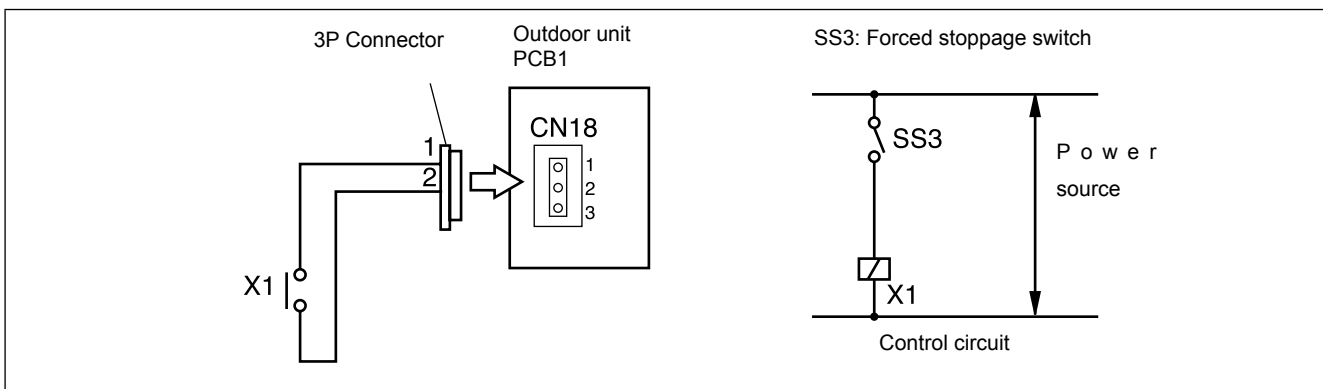 3P Connector
Outdoor unit
PCB1
SS3: Forced stoppage switch
CN18
1
2
1
2
3
X1
SS3
P o w e r
source
X1
Control circuit